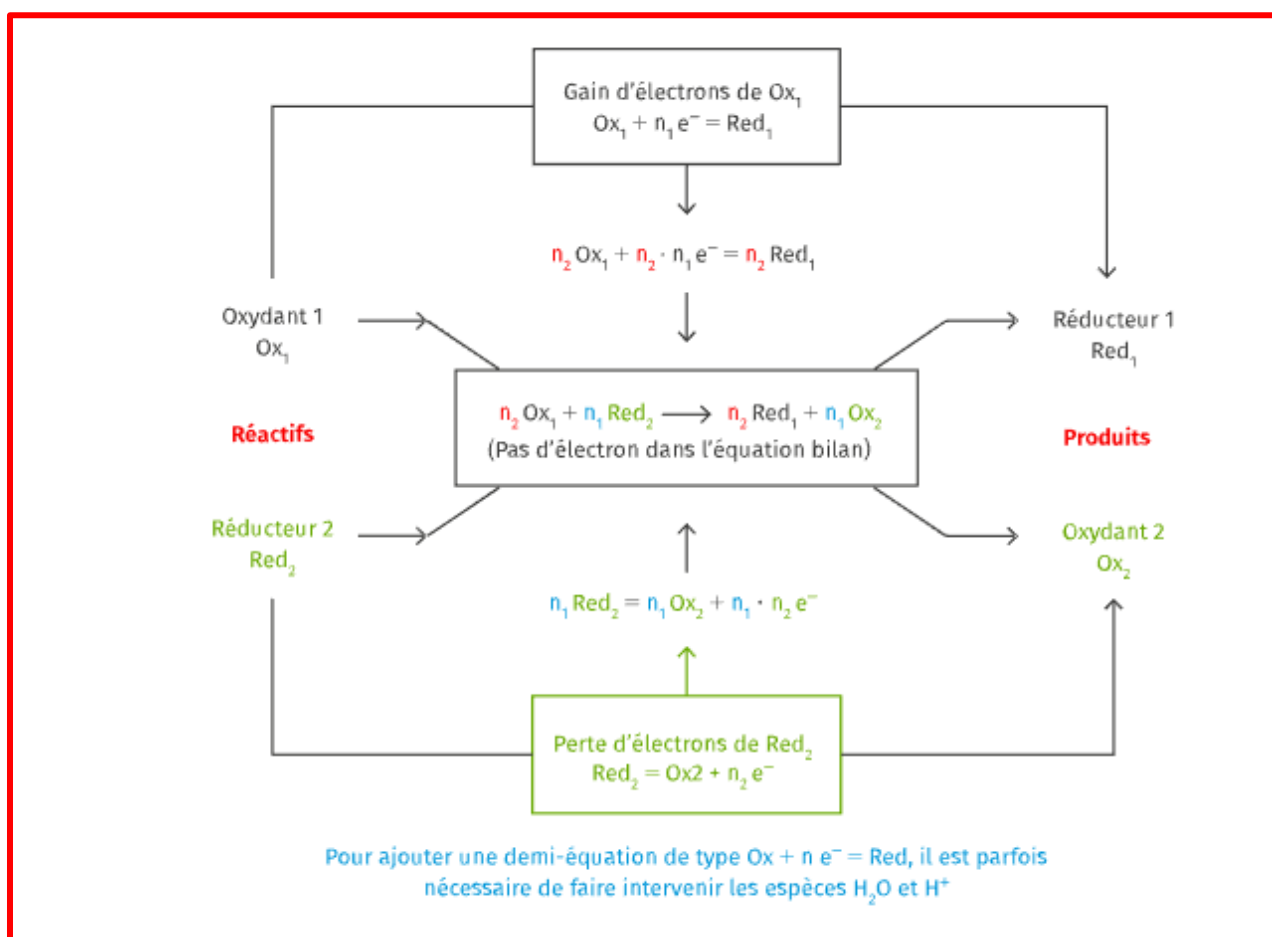 Gain d'électrons de Ox₁
Ox₁ + n₁ e⁻ = Red₁
n₂ Ox₁ + n₂ · n₁ e⁻ = n₂ Red₁
Oxydant 1
Ox₁
Réducteur 1
Red₁
n₂ Ox₁ + n₁ Red₂ ⟶ n₂ Red₁ + n₁ Ox₂
(Pas d'électron dans l'équation bilan)
Réactifs
Produits
Réducteur 2
Red₂
Oxydant 2
Ox₂
n₁ Red₂ = n₁ Ox₂ + n₁ · n₂ e⁻
Perte d'électrons de Red₂
Red₂ = Ox2 + n₂ e⁻
Pour ajouter une demi-équation de type Ox + n e⁻ = Red, il est parfois
nécessaire de faire intervenir les espèces H₂O et H⁺